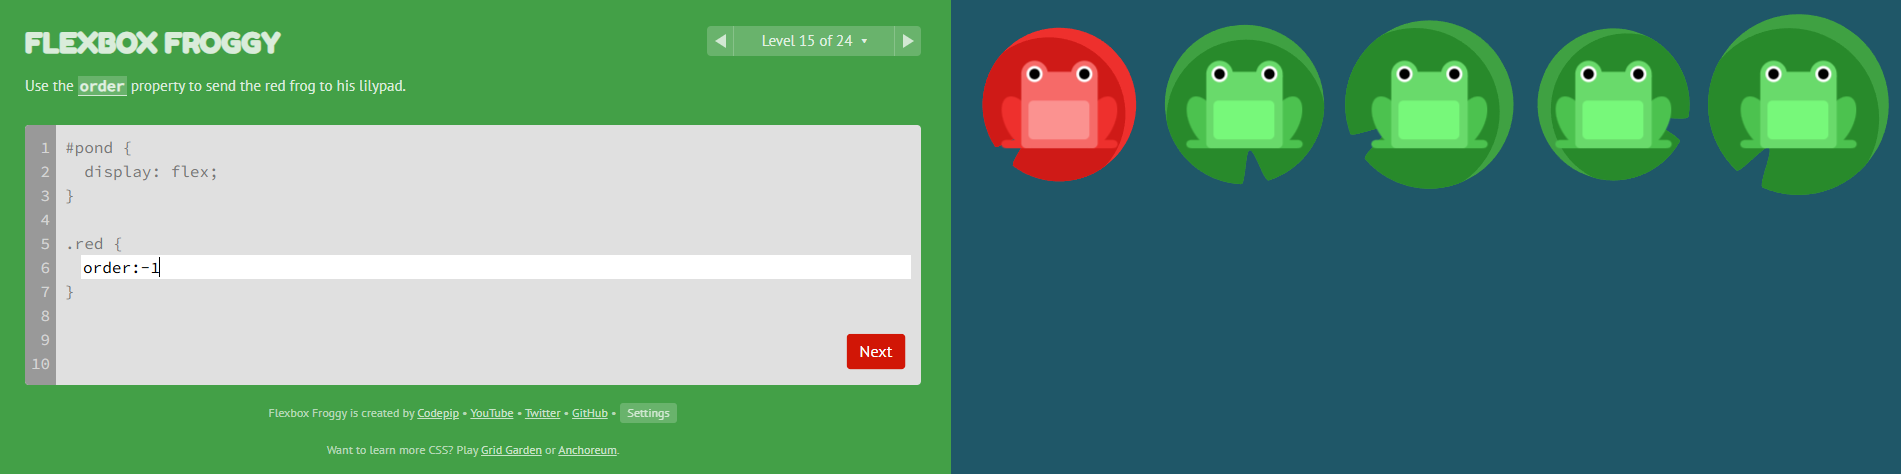 FLEXBOX FROGGY
◀ Level 15 of 24 ▾ ▶
Use the order property to send the red frog to his lilypad.
1 #pond {
2 display: flex;
3 }
4
5 .red {
6 order:-1
7 }
8
9
10
Next
Flexbox Froggy is created by Codepip • YouTube • Twitter • GitHub • Settings
Want to learn more CSS? Play Grid Garden or Anchoreum.